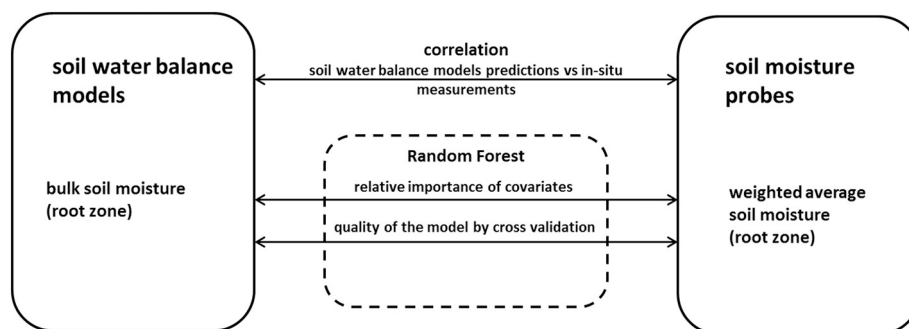 soil water balance
models
bulk soil moisture
(root zone)
correlation
soil water balance models predictions vs in-situ
measurements
Random Forest
relative importance of covariates
quality of the model by cross validation
soil moisture
probes
weighted average
soil moisture
(root zone)